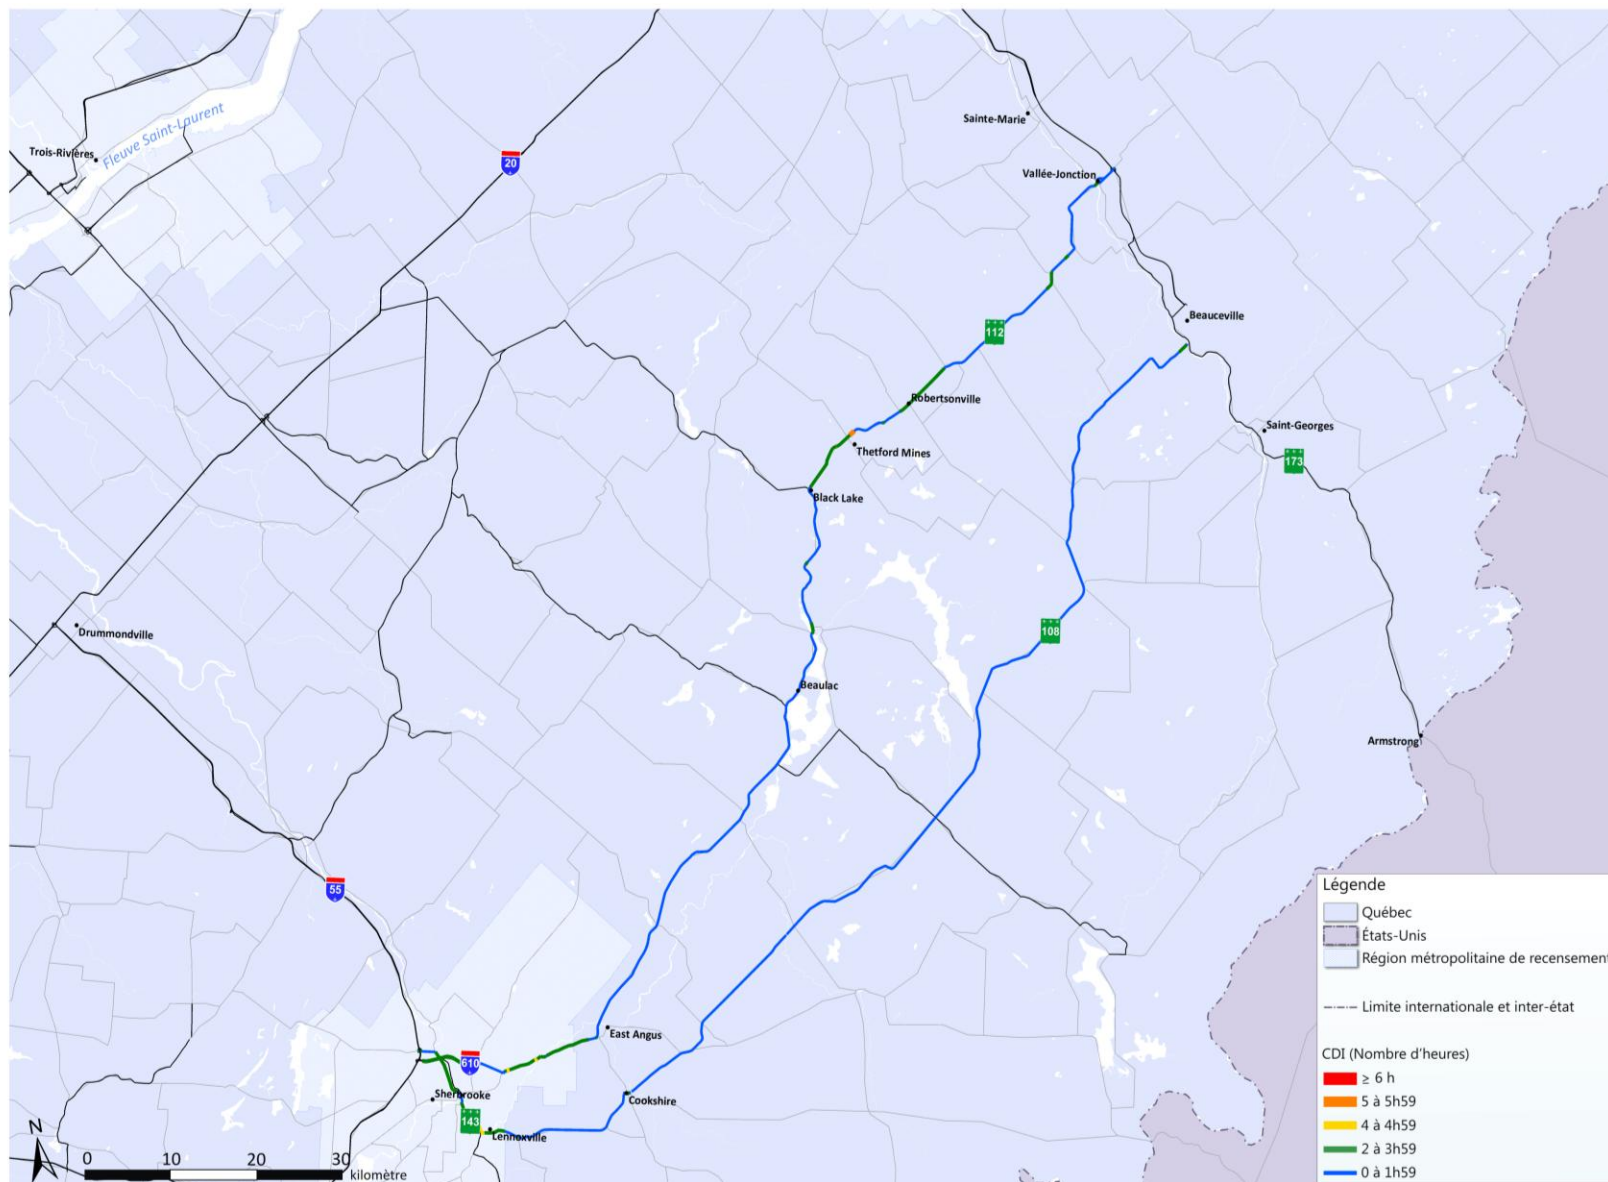 Sainte-Marie
Trois-Rivières
Fleuve Saint-Laurent
20
Vallée-Jonction
Beauceville
112
Robertsonville
Saint-Georges
Thetford Mines
173
Black Lake
Drummondville
108
Beaulac
Armstrong
55
Légende
Québec
États-Unis
Région métropolitaine de recensement
Limite internationale et inter-état
East Angus
CDI (Nombre d'heures)
610
≥ 6 h
Sherbrooke
Cookshire
5 à 5h59
143
4 à 4h59
Lennoxville
N
2 à 3h59
0 10 20 30
kilomètre
0 à 1h59